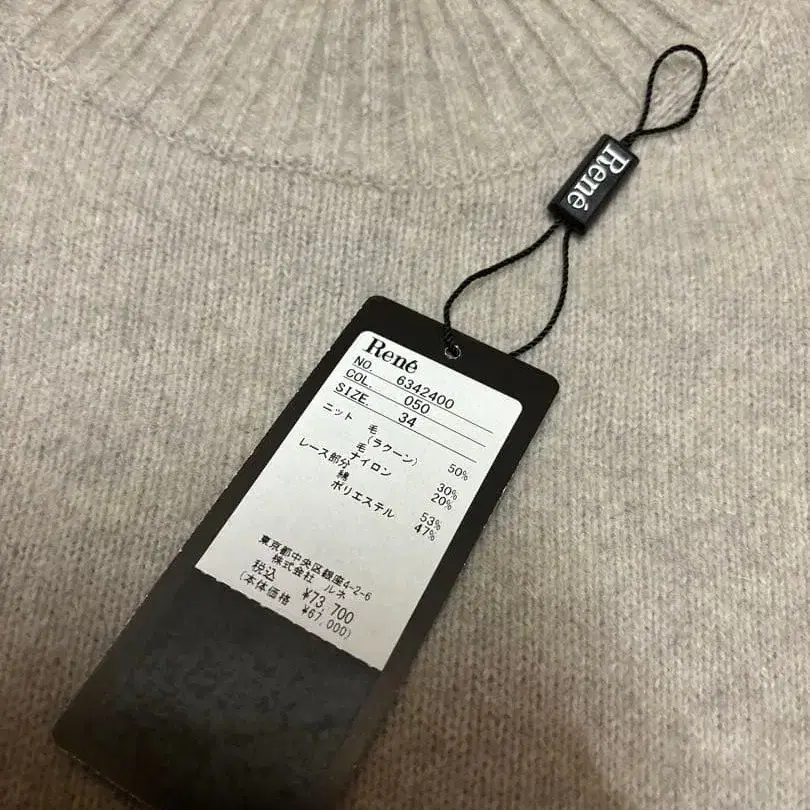 René
René
NO. 6342400
COL. 050
SIZE. 34
ニット
毛
(ラクーン) 50%
毛 30%
ナイロン 20%
レース部分
綿 53%
ポリエステル 47%
東京都中央区銀座4-2-6
株式会社 ルネ
税込 ¥73,700
(本体価格 ¥67,000)